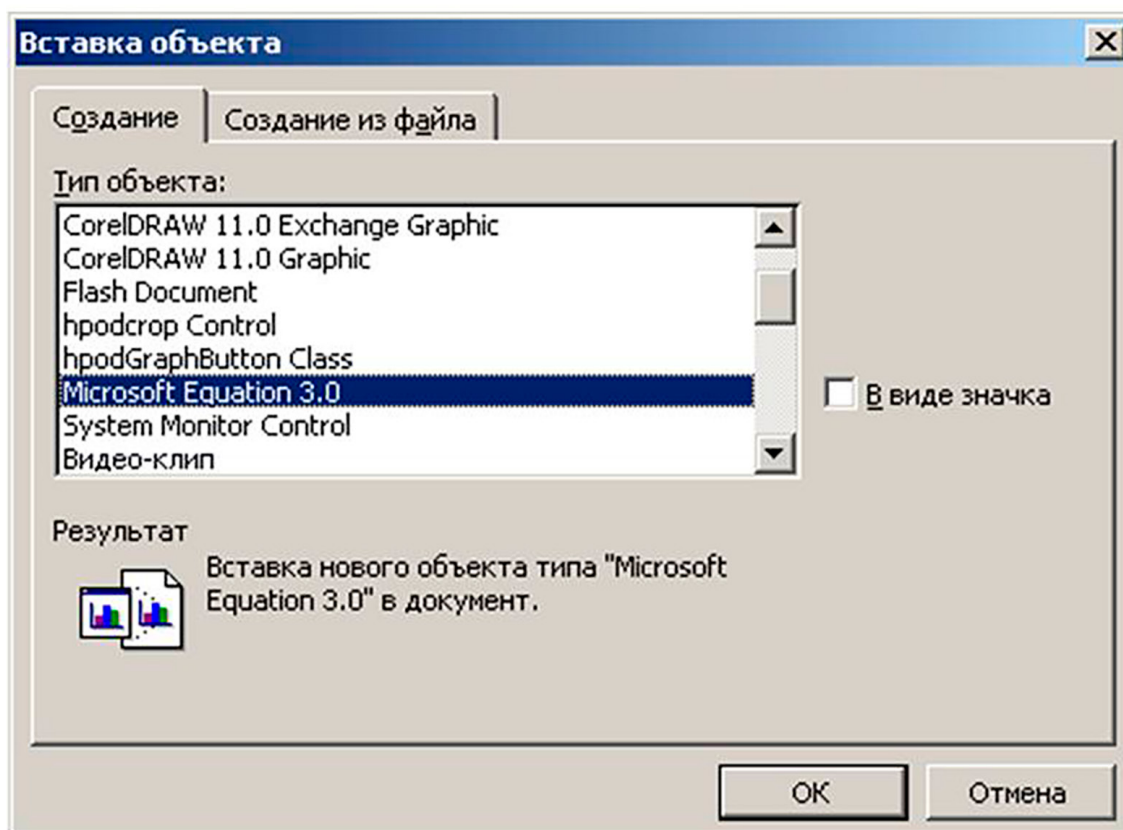 Вставка объекта
Создание
Создание из файла
Тип объекта:
CorelDRAW 11.0 Exchange Graphic
CorelDRAW 11.0 Graphic
Flash Document
hpodcrop Control
hpodGraphButton Class
Microsoft Equation 3.0
System Monitor Control
Видео-клип
В виде значка
Результат
Вставка нового объекта типа "Microsoft
Equation 3.0" в документ.
ОК
Отмена